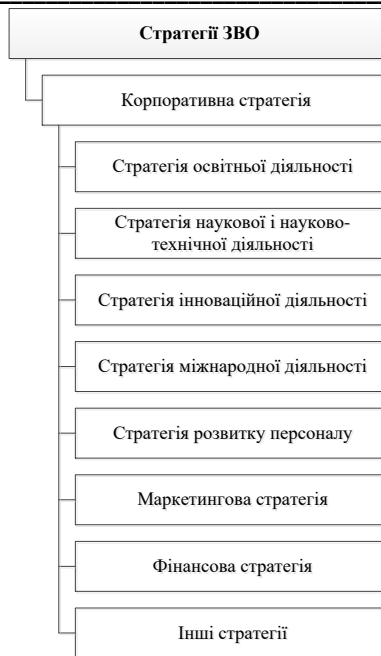 Стратегії ЗВО
Корпоративна стратегія
Стратегія освітньої діяльності
Стратегія наукової і науково-
технічної діяльності
Стратегія інноваційної діяльності
Стратегія міжнародної діяльності
Стратегія розвитку персоналу
Маркетингова стратегія
Фінансова стратегія
Інші стратегії